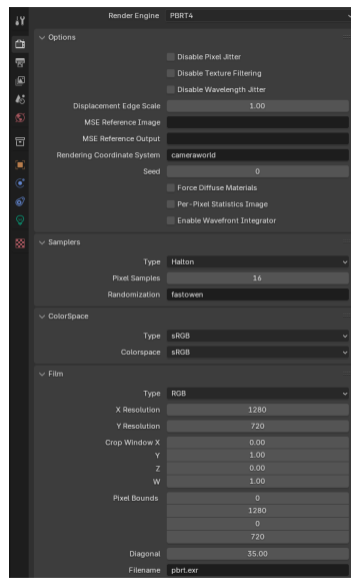 Render Engine PBRT4
Options
Disable Pixel Jitter
Disable Texture Filtering
Disable Wavelength Jitter
Displacement Edge Scale 1.00
MSE Reference Image
MSE Reference Output
Rendering Coordinate System cameraworld
Seed 0
Force Diffuse Materials
Per-Pixel Statistics Image
Enable Wavefront Integrator
Samplers
Type Halton
Pixel Samples 16
Randomization fastowen
ColorSpace
Type sRGB
Colorspace sRGB
Film
Type RGB
X Resolution 1280
Y Resolution 720
Crop Window X 0.00
Y 1.00
Z 0.00
W 1.00
Pixel Bounds 0
1280
0
720
Diagonal 35.00
Filename pbrt.exr